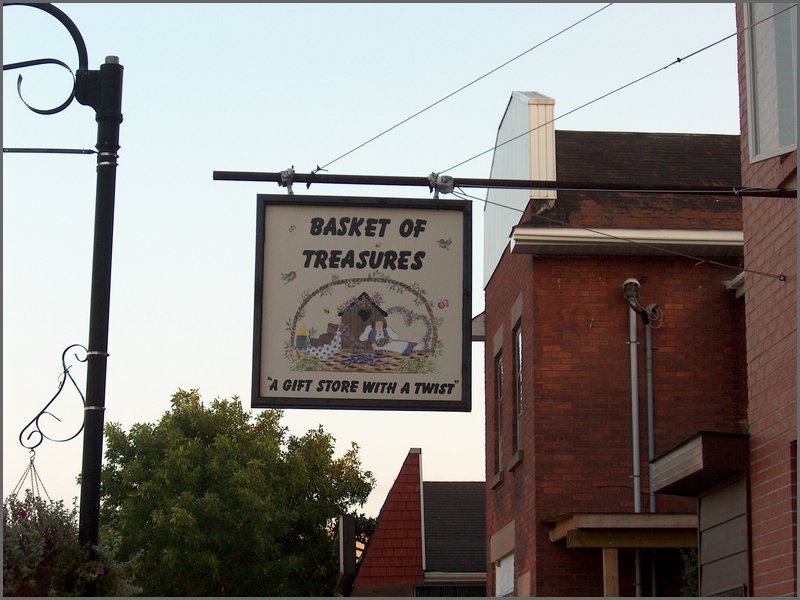 BASKET OF
TREASURES
"A GIFT STORE WITH A TWIST"